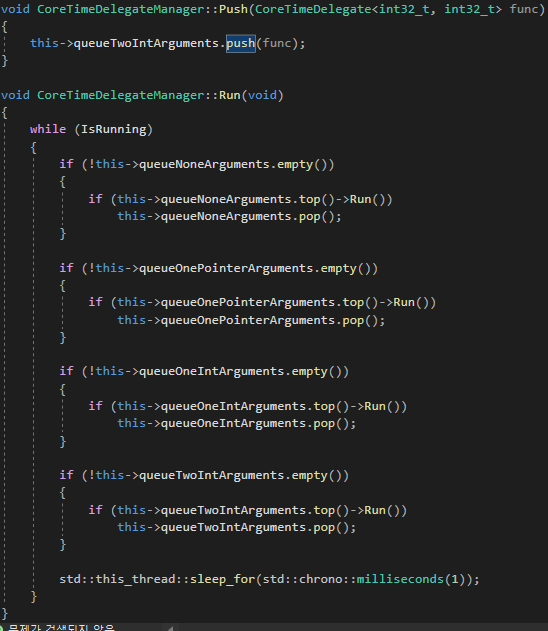 void CoreTimeDelegateManager::Push(CoreTimeDelegate<int32_t, int32_t> func)
{
    this->queueTwoIntArguments.push(func);
}

void CoreTimeDelegateManager::Run(void)
{
    while (IsRunning)
    {
        if (!this->queueNoneArguments.empty())
        {
            if (this->queueNoneArguments.top()->Run())
                this->queueNoneArguments.pop();
        }

        if (!this->queueOnePointerArguments.empty())
        {
            if (this->queueOnePointerArguments.top()->Run())
                this->queueOnePointerArguments.pop();
        }

        if (!this->queueOneIntArguments.empty())
        {
            if (this->queueOneIntArguments.top()->Run())
                this->queueOneIntArguments.pop();
        }

        if (!this->queueTwoIntArguments.empty())
        {
            if (this->queueTwoIntArguments.top()->Run())
                this->queueTwoIntArguments.pop();
        }

        std::this_thread::sleep_for(std::chrono::milliseconds(1));
    }
}
문제가 검색되지 않음